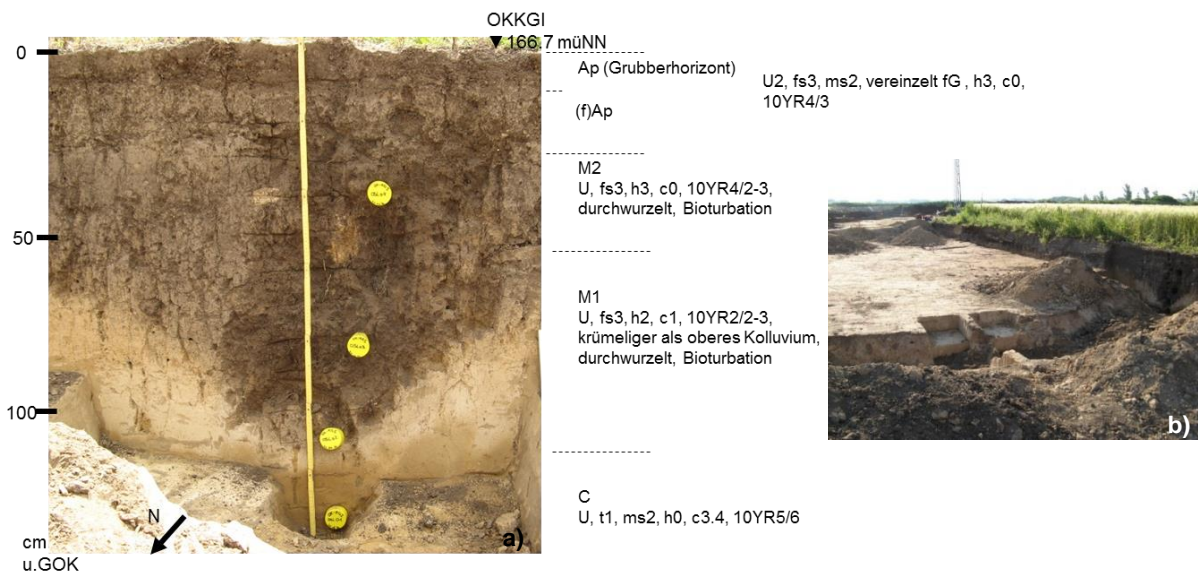 OKKGI
▼ 166.7 müNN
0
Ap (Grubberhorizont)
U2, fs3, ms2, vereinzelt fG , h3, c0,
10YR4/3
(f)Ap
M2
U, fs3, h3, c0, 10YR4/2-3,
durchwurzelt, Bioturbation
50
M1
U, fs3, h2, c1, 10YR2/2-3,
krümeliger als oberes Kolluvium,
durchwurzelt, Bioturbation
100
b)
C
U, t1, ms2, h0, c3.4, 10YR5/6
N
a)
cm
u.GOK